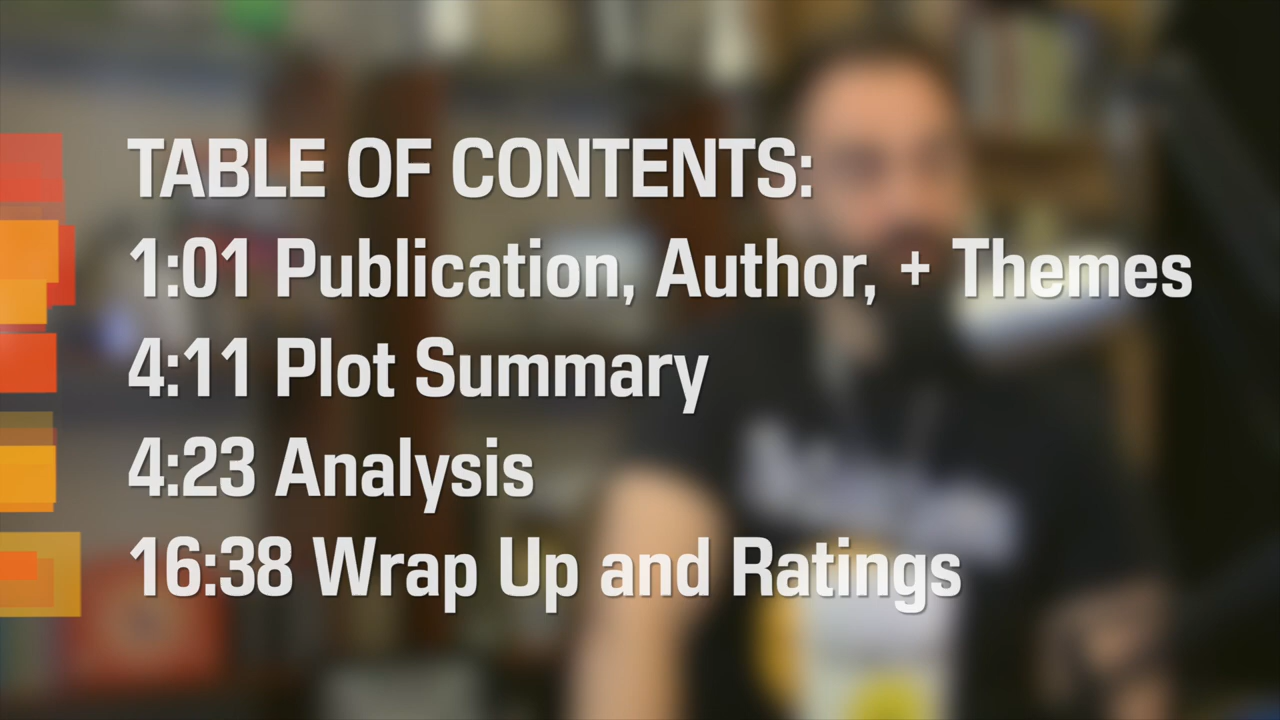 TABLE OF CONTENTS:
1:01 Publication, Author, + Themes
4:11 Plot Summary
4:23 Analysis
16:38 Wrap Up and Ratings